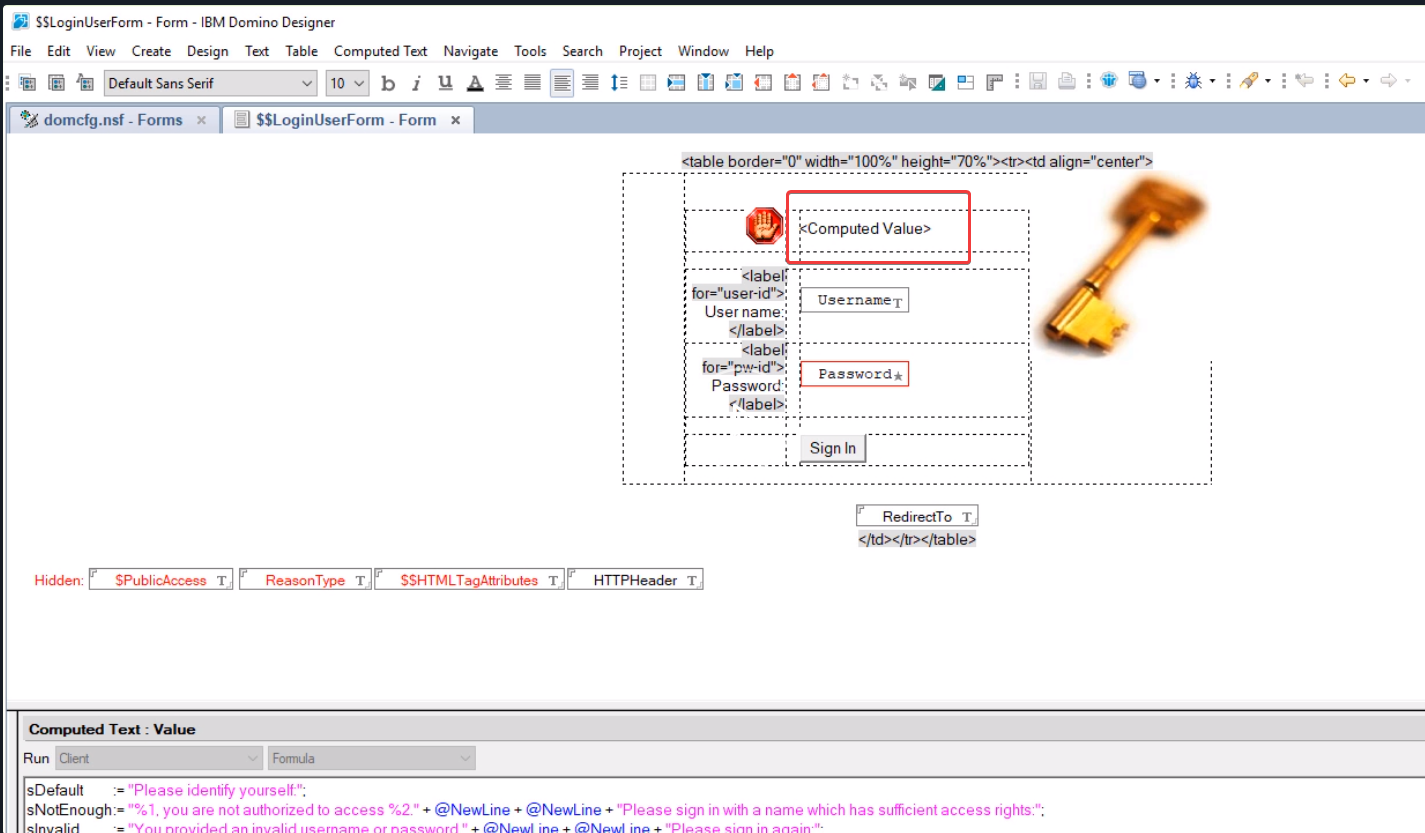 $$LoginUserForm - Form - IBM Domino Designer
File Edit View Create Design Text Table Computed Text Navigate Tools Search Project Window Help
Default Sans Serif 10 b i U A
domcfg.nsf - Forms $$LoginUserForm - Form
<table border="0" width="100%" height="70%"><tr><td align="center">
<Computed Value>
<label
for="user-id">
User name:
</label>
Username T
<label
for="pw-id">
Password:
</label>
Password
Sign In
RedirectTo T
</td></tr></table>
Hidden: $PublicAccess T ReasonType T $$HTMLTagAttributes T HTTPHeader T
Computed Text : Value
Run Client Formula
sDefault := "Please identify yourself:";
sNotEnough:= "%1, you are not authorized to access %2." + @NewLine + @NewLine + "Please sign in with a name which has sufficient access rights:";
sInvalid := "You provided an invalid username or password." + @NewLine + @NewLine + "Please sign in again:";